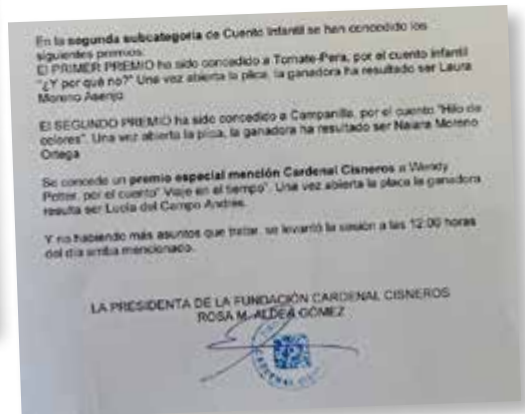 En la segunda subcategoría de Cuento Infantil se han concedido los
siguientes premios:
El PRIMER PREMIO ha sido concedido a Tomate-Pera, por el cuento infantil
"¿Y por qué no?" Una vez abierta la plica, la ganadora ha resultado ser Laura
Moreno Asenjo
El SEGUNDO PREMIO ha sido concedido a Campanilla, por el cuento "Hilo de
colores". Una vez abierto la plica, la ganadora ha resultado ser Naiara Moreno
Ortega
Se concede un premio especial mención Cardenal Cisneros a Wendy
Potter, por el cuento" Viaje en el tiempo". Una vez abierta la placa la ganadora
resulta ser Lucía del Campo Andrés.
Y no habiendo más asuntos que tratar, se levantó la sesión a las 12:00 horas
del día arriba mencionado.
LA PRESIDENTA DE LA FUNDACIÓN CARDENAL CISNEROS
ROSA M. ALDEA GÓMEZ
CARDENAL